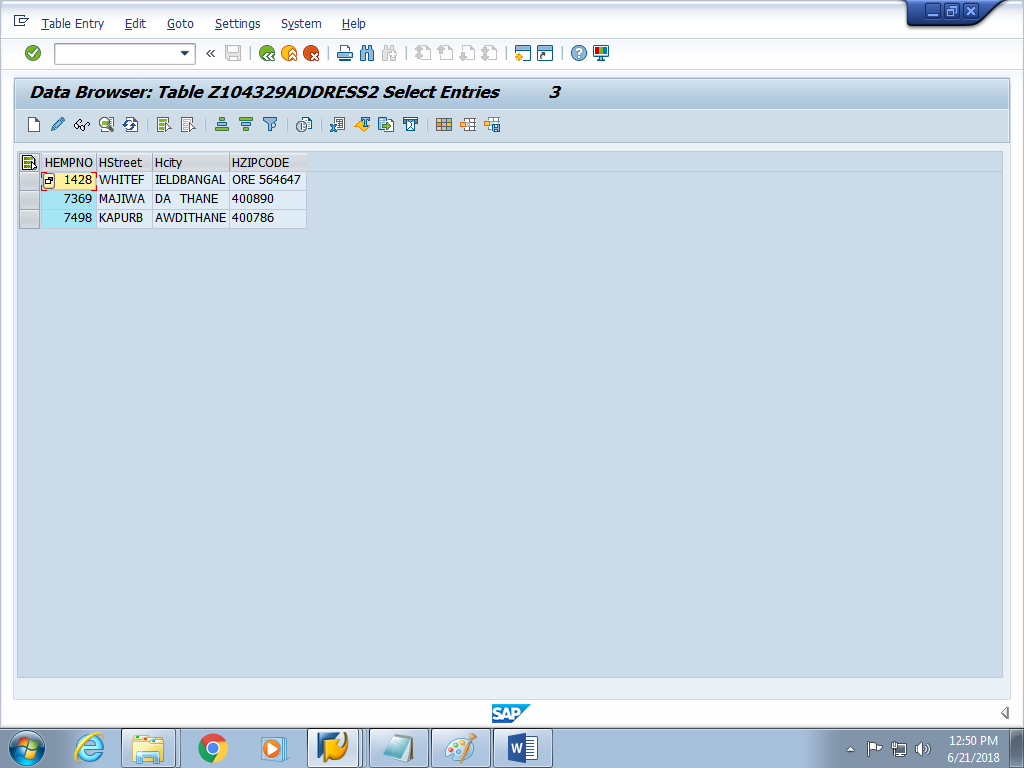 Table Entry Edit Goto Settings System Help
Data Browser: Table Z104329ADDRESS2 Select Entries 3
HEMPNO HStreet Hcity HZIPCODE
1428 WHITEF IELDBANGAL ORE 564647
7369 MAJIWA DA THANE 400890
7498 KAPURB AWDITHANE 400786
SAP
12:50 PM
6/21/2018